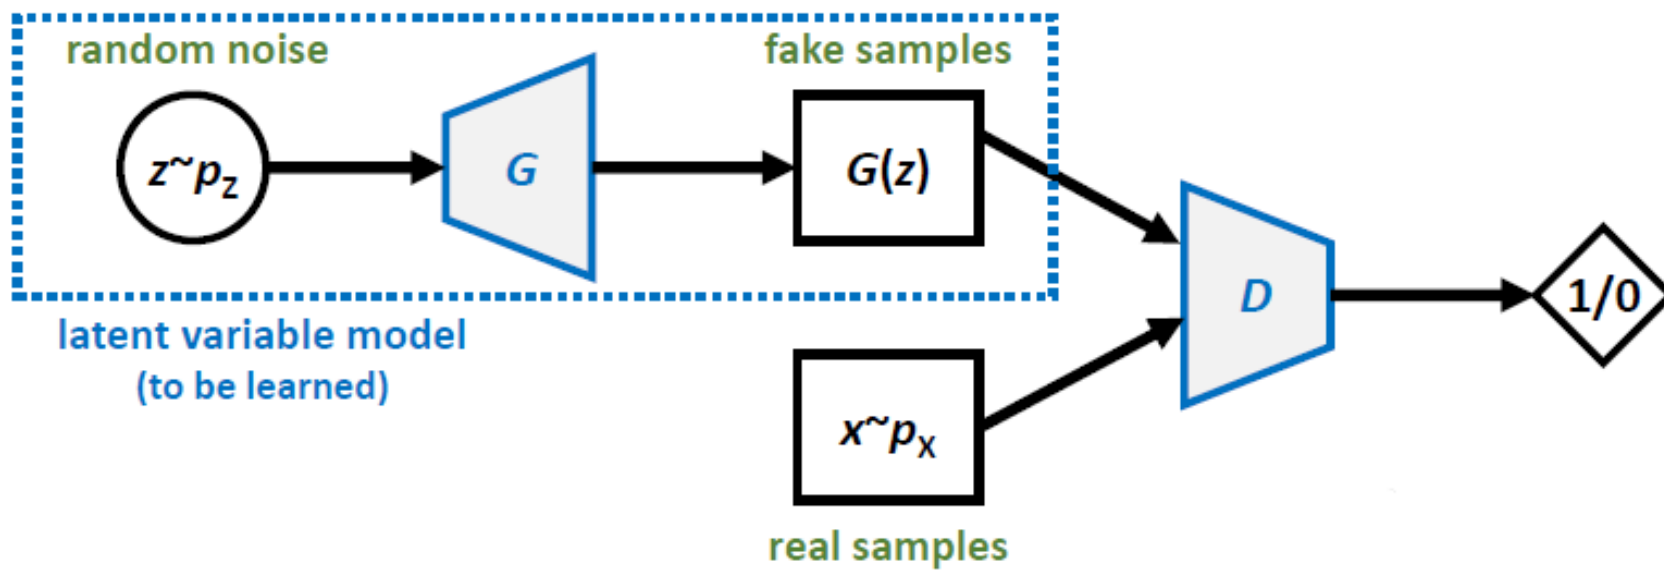 random noise
fake samples
z~pz
G
G(z)
D
1/0
latent variable model
(to be learned)
x~px
real samples